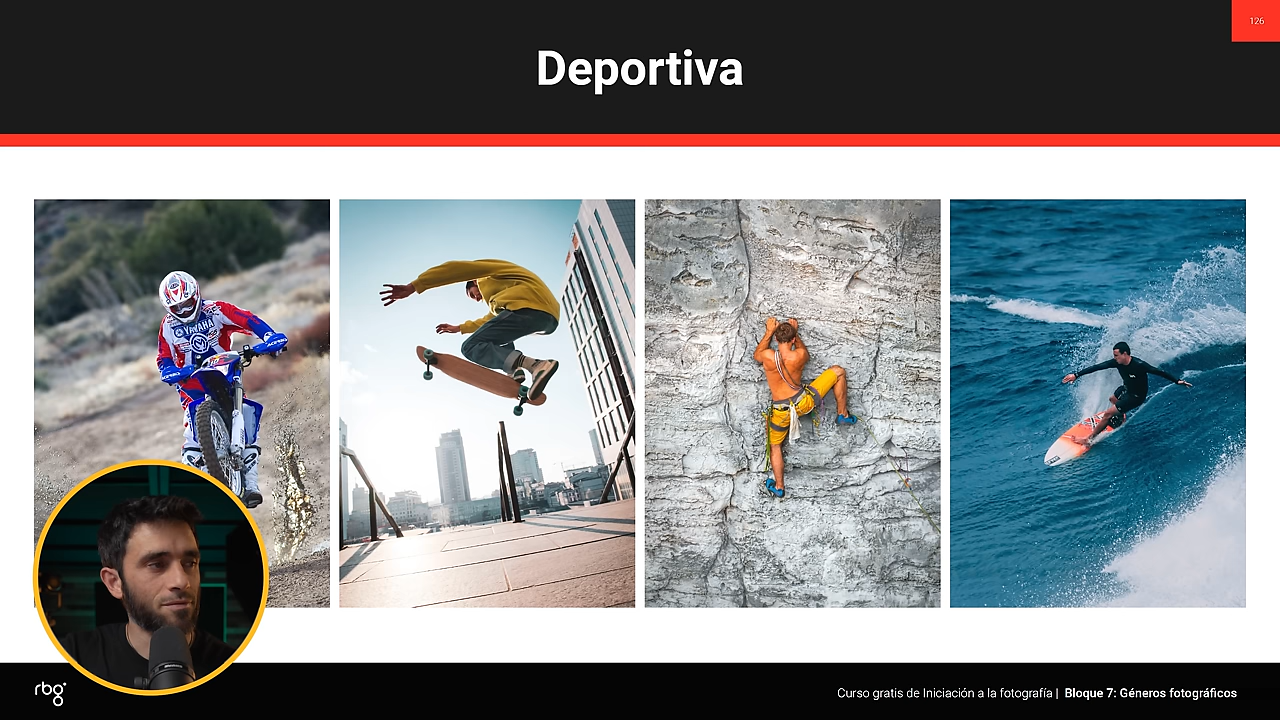 126
Deportiva
YAMAHA
rbg
Curso gratis de Iniciación a la fotografía | Bloque 7: Géneros fotográficos